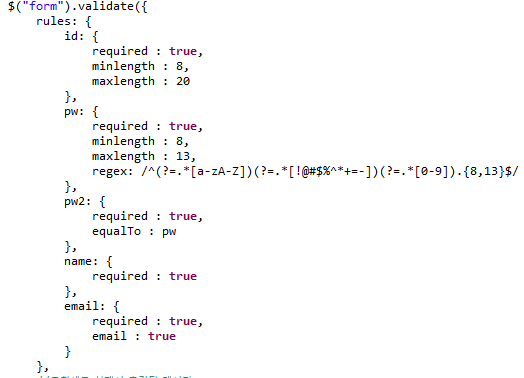 $("form").validate({
    rules: {
        id: {
            required : true,
            minlength : 8,
            maxlength : 20
        },
        pw: {
            required : true,
            minlength : 8,
            maxlength : 13,
            regex: /^(?=.*[a-zA-Z])(?=.*[!@#$%^*+=-])(?=.*[0-9]).{8,13}$/
        },
        pw2: {
            required : true,
            equalTo : pw
        },
        name: {
            required : true
        },
        email: {
            required : true,
            email : true
        }
    },